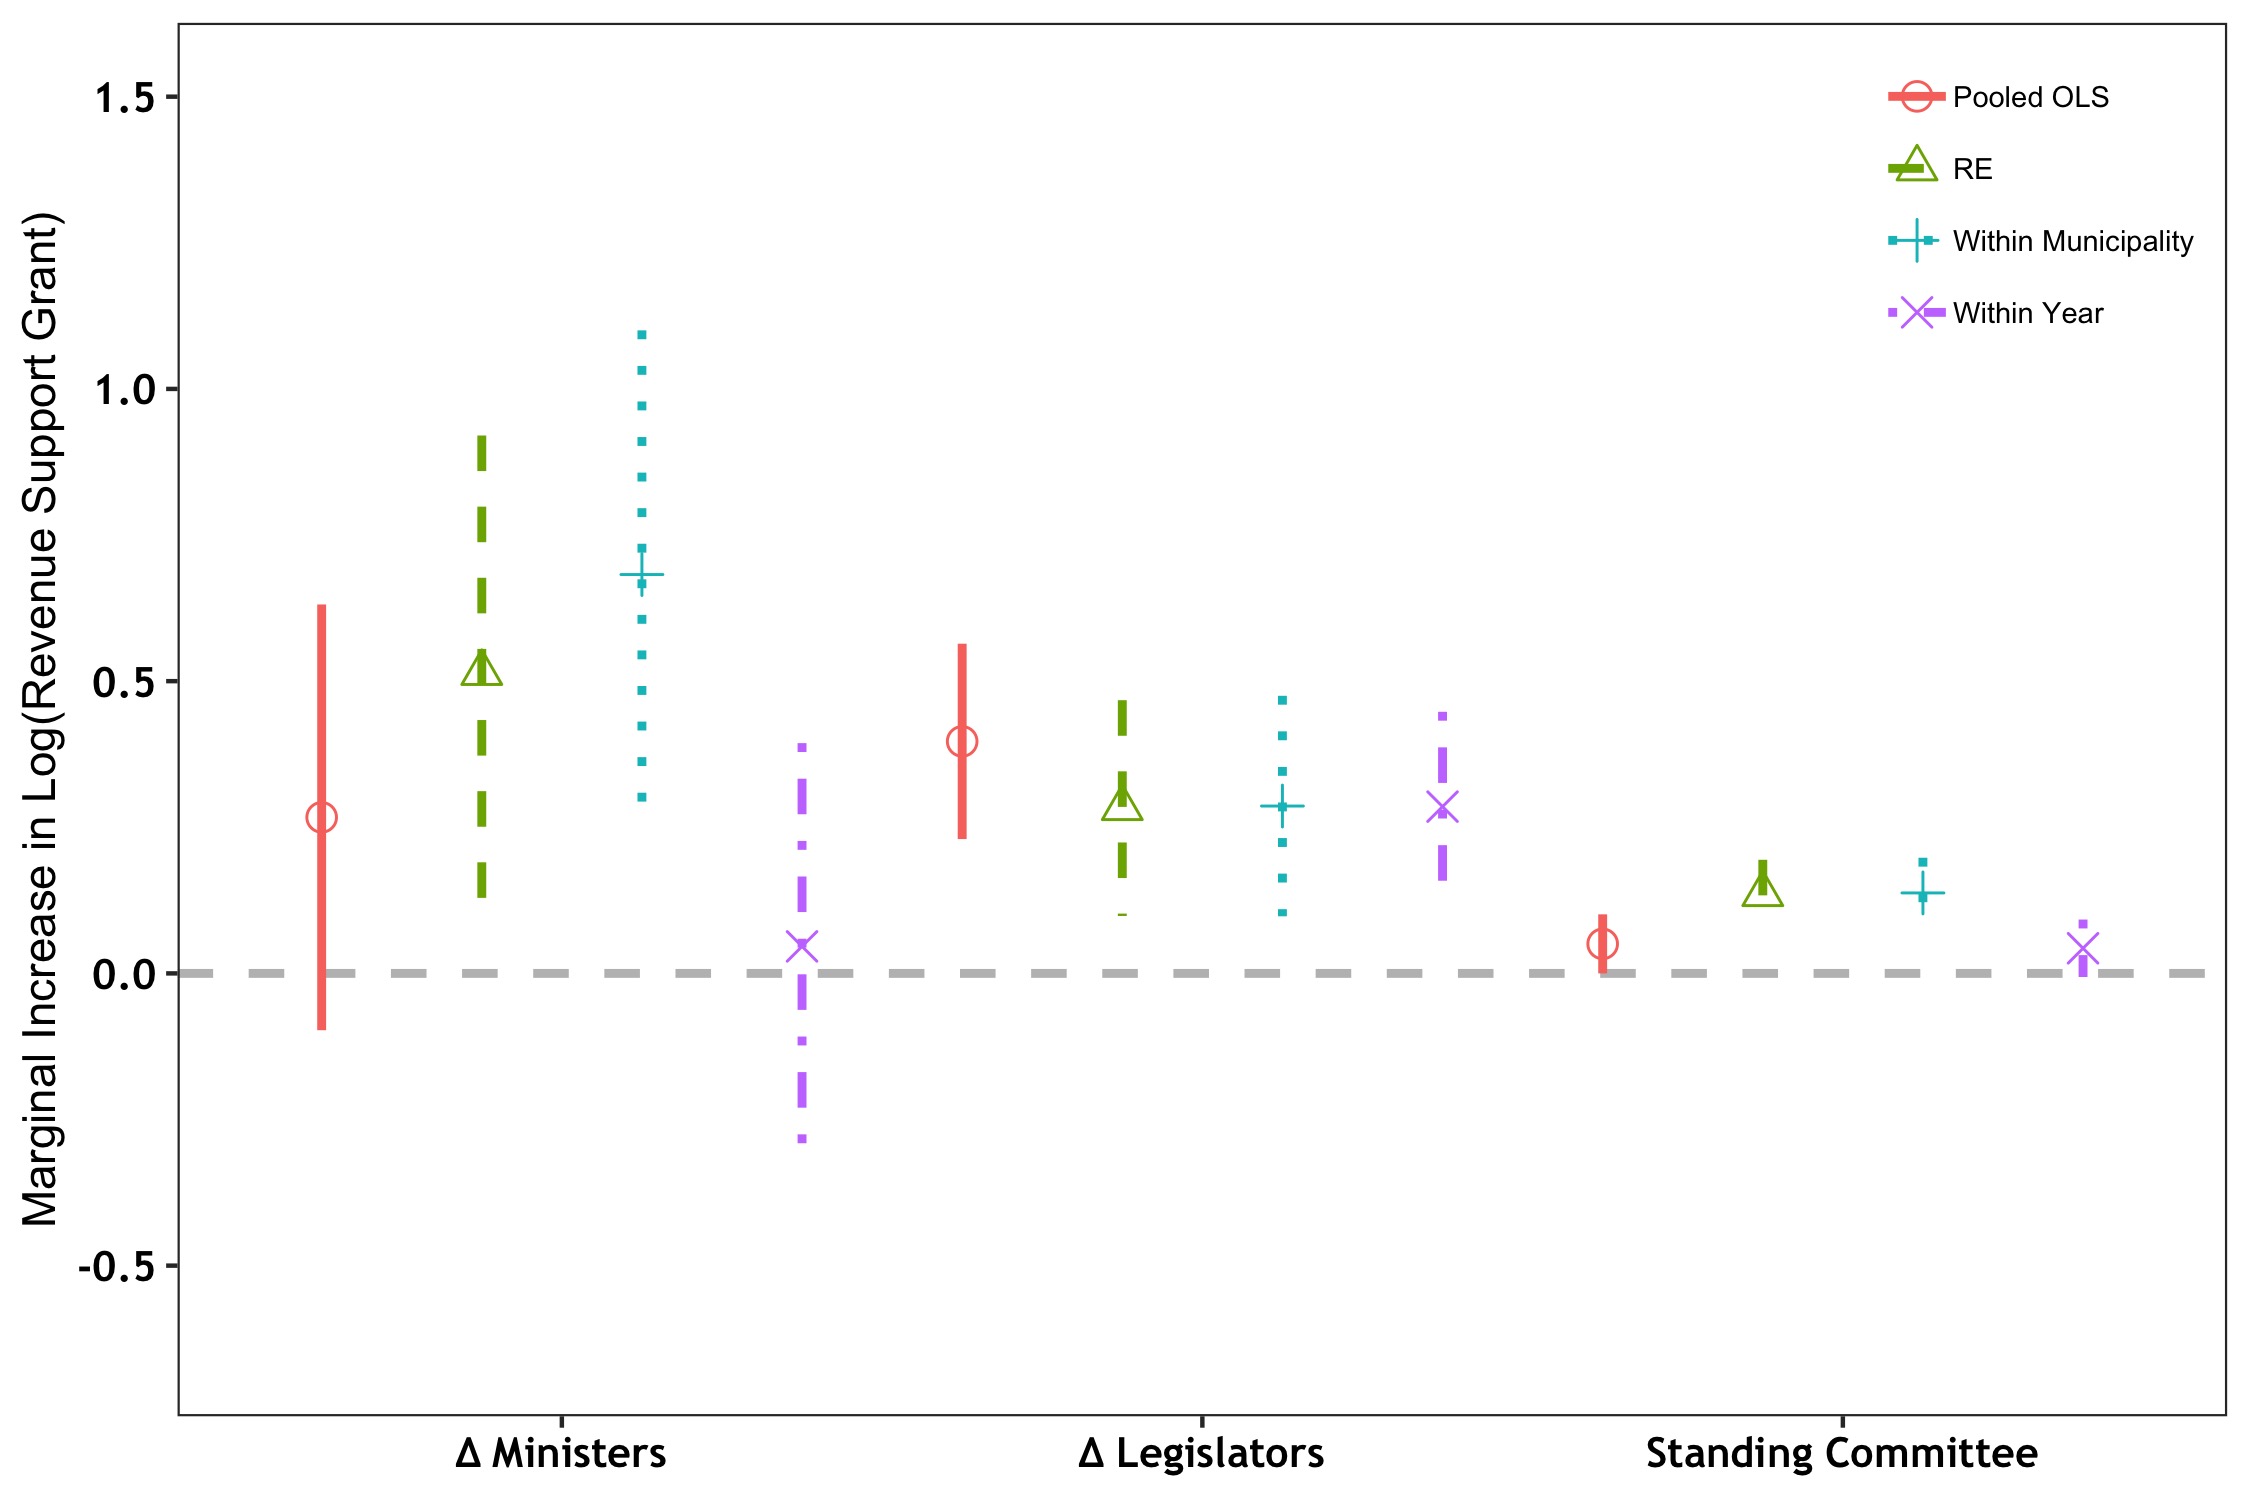 Marginal Increase in Log(Revenue Support Grant)
1.5
1.0
0.5
0.0
-0.5
Pooled OLS
RE
Within Municipality
Within Year
Δ Ministers
Δ Legislators
Standing Committee